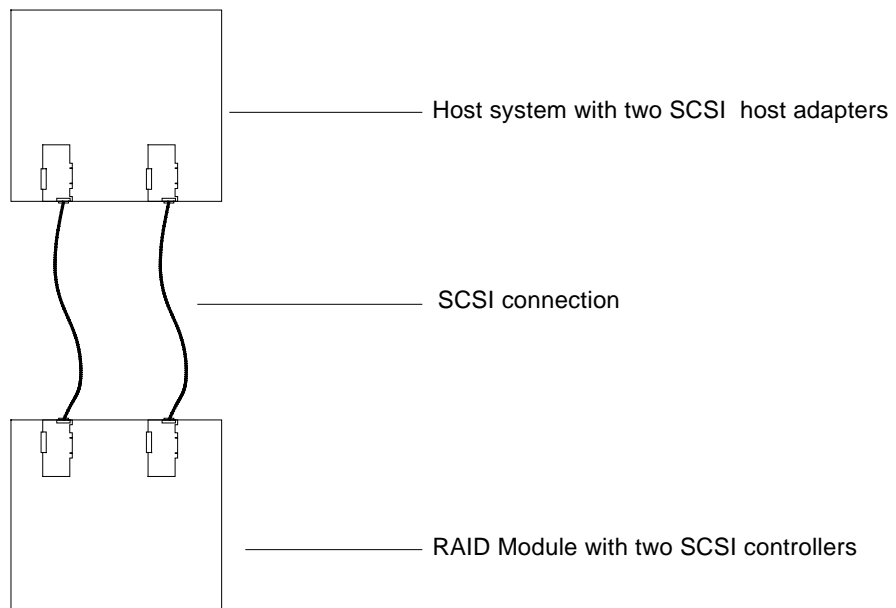 Host system with two SCSI host adapters
SCSI connection
RAID Module with two SCSI controllers